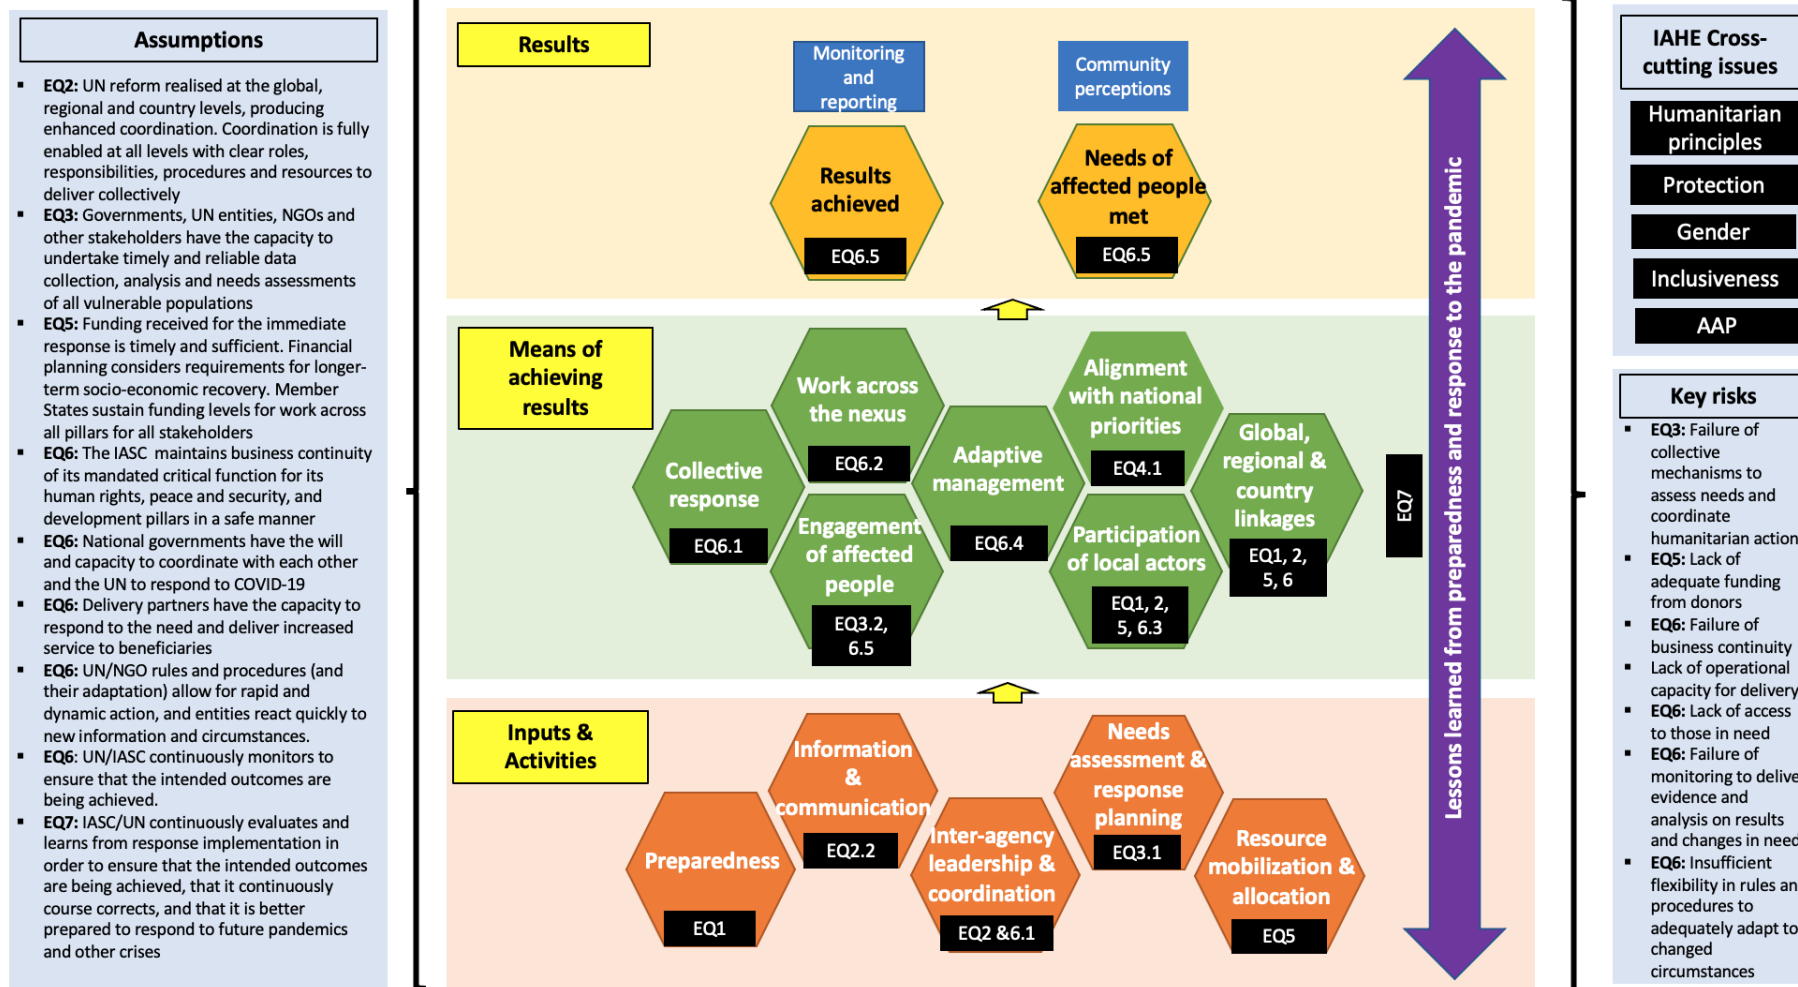 Assumptions
▪ EQ2: UN reform realised at the global,
regional and country levels, producing
enhanced coordination. Coordination is fully
enabled at all levels with clear roles,
responsibilities, procedures and resources to
deliver collectively
▪ EQ3: Governments, UN entities, NGOs and
other stakeholders have the capacity to
undertake timely and reliable data
collection, analysis and needs assessments
of all vulnerable populations
▪ EQ5: Funding received for the immediate
response is timely and sufficient. Financial
planning considers requirements for longer-
term socio-economic recovery. Member
States sustain funding levels for work across
all pillars for all stakeholders
▪ EQ6: The IASC maintains business continuity
of its mandated critical function for its
human rights, peace and security, and
development pillars in a safe manner
▪ EQ6: National governments have the will
and capacity to coordinate with each other
and the UN to respond to COVID-19
▪ EQ6: Delivery partners have the capacity to
respond to the need and deliver increased
service to beneficiaries
▪ EQ6: UN/NGO rules and procedures (and
their adaptation) allow for rapid and
dynamic action, and entities react quickly to
new information and circumstances.
▪ EQ6: UN/IASC continuously monitors to
ensure that the intended outcomes are
being achieved.
▪ EQ7: IASC/UN continuously evaluates and
learns from response implementation in
order to ensure that the intended outcomes
are being achieved, that it continuously
course corrects, and that it is better
prepared to respond to future pandemics
and other crises
Results
Monitoring
and
reporting
Community
perceptions
Results
achieved
EQ6.5
Needs of
affected people
met
EQ6.5
Means of
achieving
results
Collective
response
EQ6.1
Work across
the nexus
EQ6.2
Engagement
of affected
people
EQ3.2,
6.5
Adaptive
management
EQ6.4
Alignment
with national
priorities
EQ4.1
Participation
of local actors
EQ1, 2,
5, 6.3
Global,
regional &
country
linkages
EQ1, 2,
5, 6
Inputs &
Activities
Preparedness
EQ1
Information
&
communication
EQ2.2
Inter-agency
leadership &
coordination
EQ2 &6.1
Needs
assessment &
response
planning
EQ3.1
Resource
mobilization &
allocation
EQ5
EQ7
Lessons learned from preparedness and response to the pandemic
IAHE Cross-
cutting issues
Humanitarian
principles
Protection
Gender
Inclusiveness
AAP
Key risks
▪ EQ3: Failure of
collective
mechanisms to
assess needs and
coordinate
humanitarian action
▪ EQ5: Lack of
adequate funding
from donors
▪ EQ6: Failure of
business continuity
▪ Lack of operational
capacity for delivery
▪ EQ6: Lack of access
to those in need
▪ EQ6: Failure of
monitoring to delive
evidence and
analysis on results
and changes in need
▪ EQ6: Insufficient
flexibility in rules an
procedures to
adequately adapt to
changed
circumstances